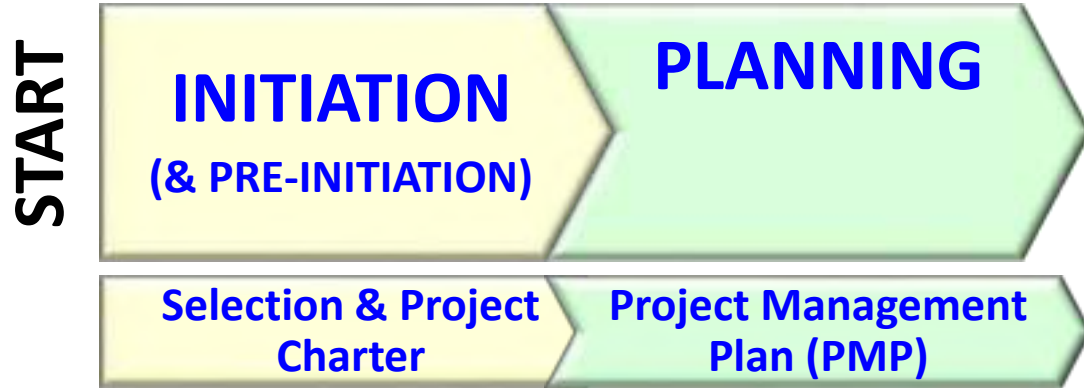 START
INITIATION
(& PRE-INITIATION)
PLANNING
Selection & Project
Charter
Project Management
Plan (PMP)